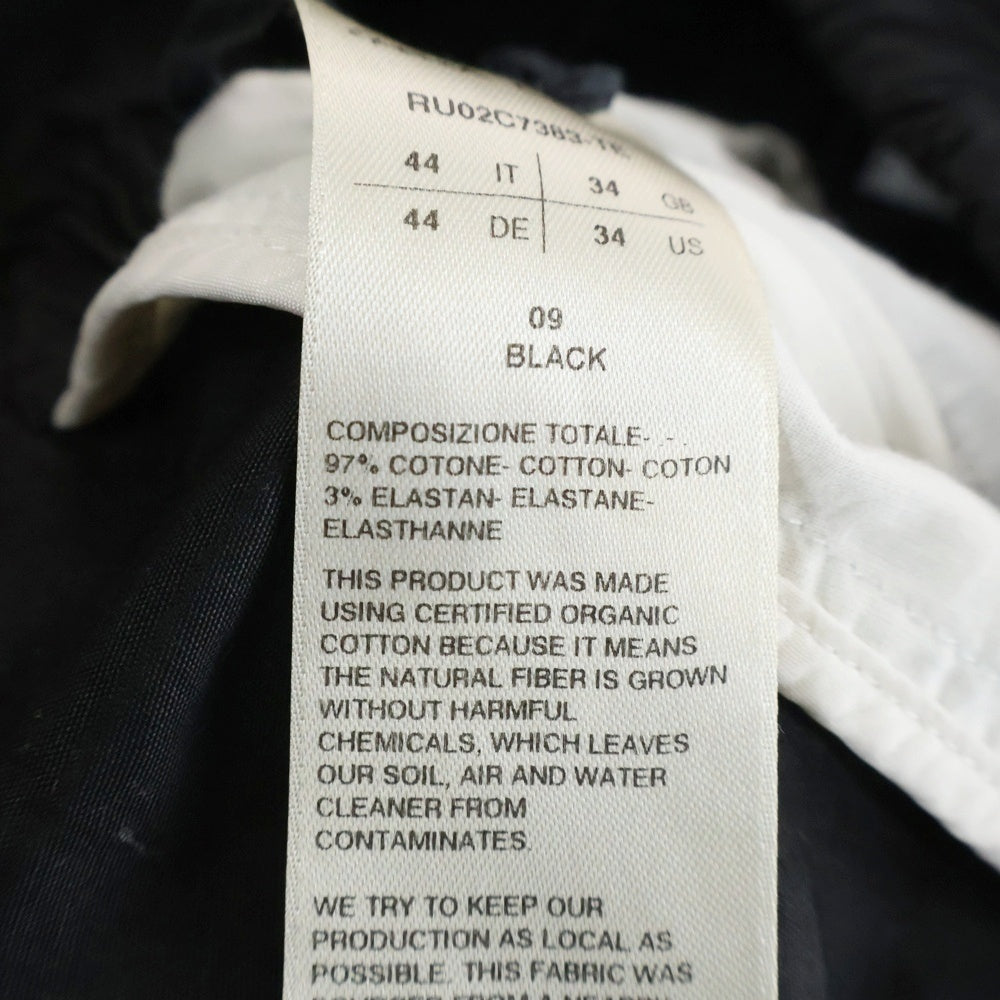 RU02C7383-TE
44 IT 34 GB
44 DE 34 US
09
BLACK
COMPOSIZIONE TOTALE- - .
97% COTONE- COTTON- COTON
3% ELASTAN- ELASTANE-
ELASTHANNE
THIS PRODUCT WAS MADE
USING CERTIFIED ORGANIC
COTTON BECAUSE IT MEANS
THE NATURAL FIBER IS GROWN
WITHOUT HARMFUL
CHEMICALS, WHICH LEAVES
OUR SOIL, AIR AND WATER
CLEANER FROM
CONTAMINATES.
WE TRY TO KEEP OUR
PRODUCTION AS LOCAL AS
POSSIBLE. THIS FABRIC WAS